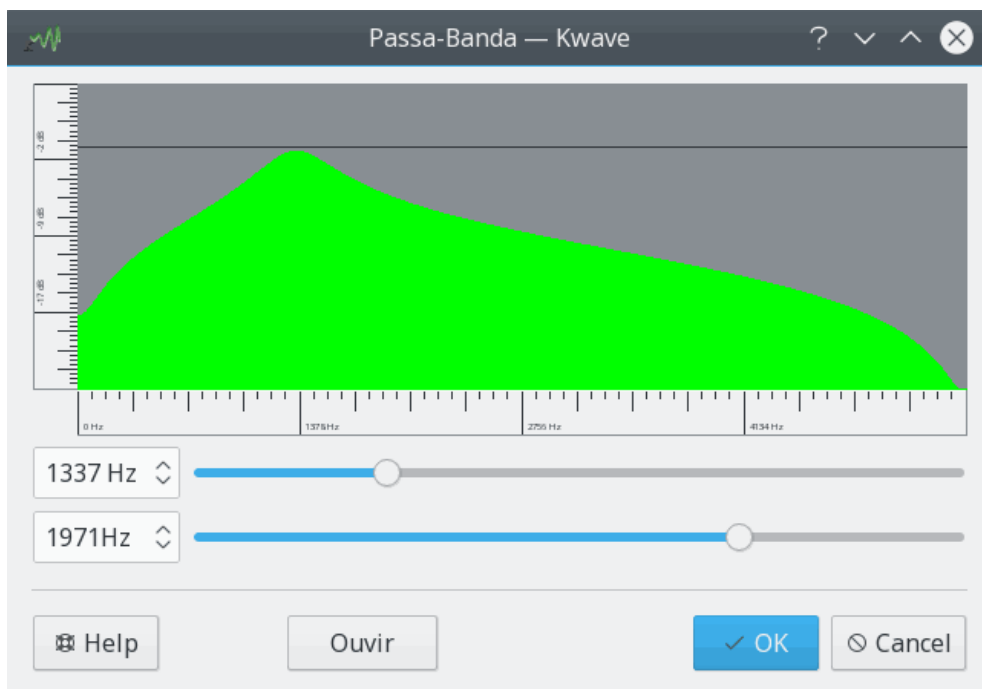 Passa-Banda — Kwave
-2 dB
-9 dB
-17 dB
0 Hz
1378Hz
2756 Hz
4134 Hz
1337 Hz
1971Hz
Help
Ouvir
OK
Cancel